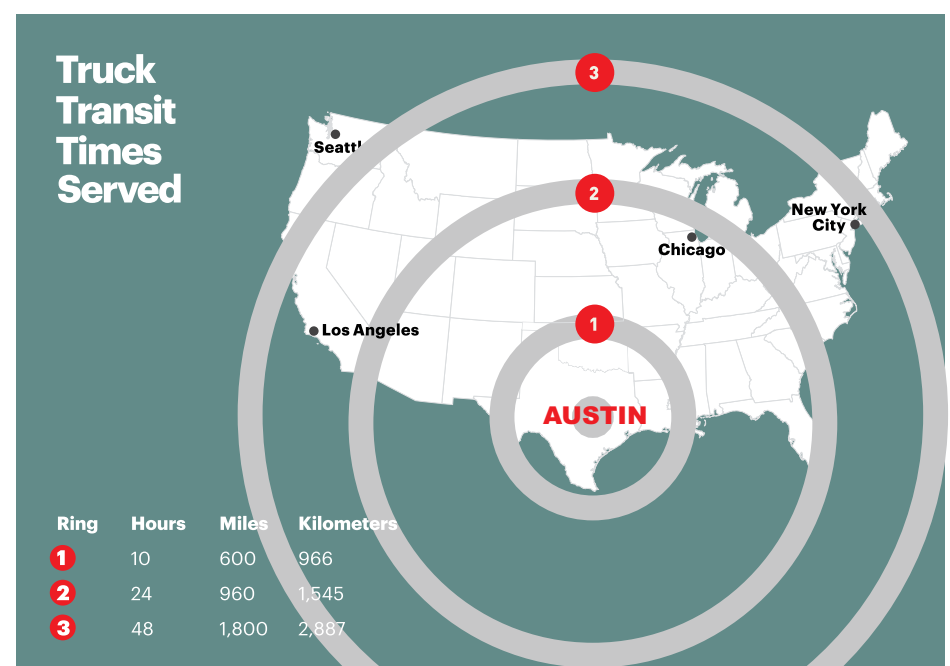 Truck
Transit
Times
Served
3
Seattl
2
New York
City
Chicago
1
Los Angeles
AUSTIN
Ring Hours Miles Kilometers
1 10 600 966
2 24 960 1,545
3 48 1,800 2,887